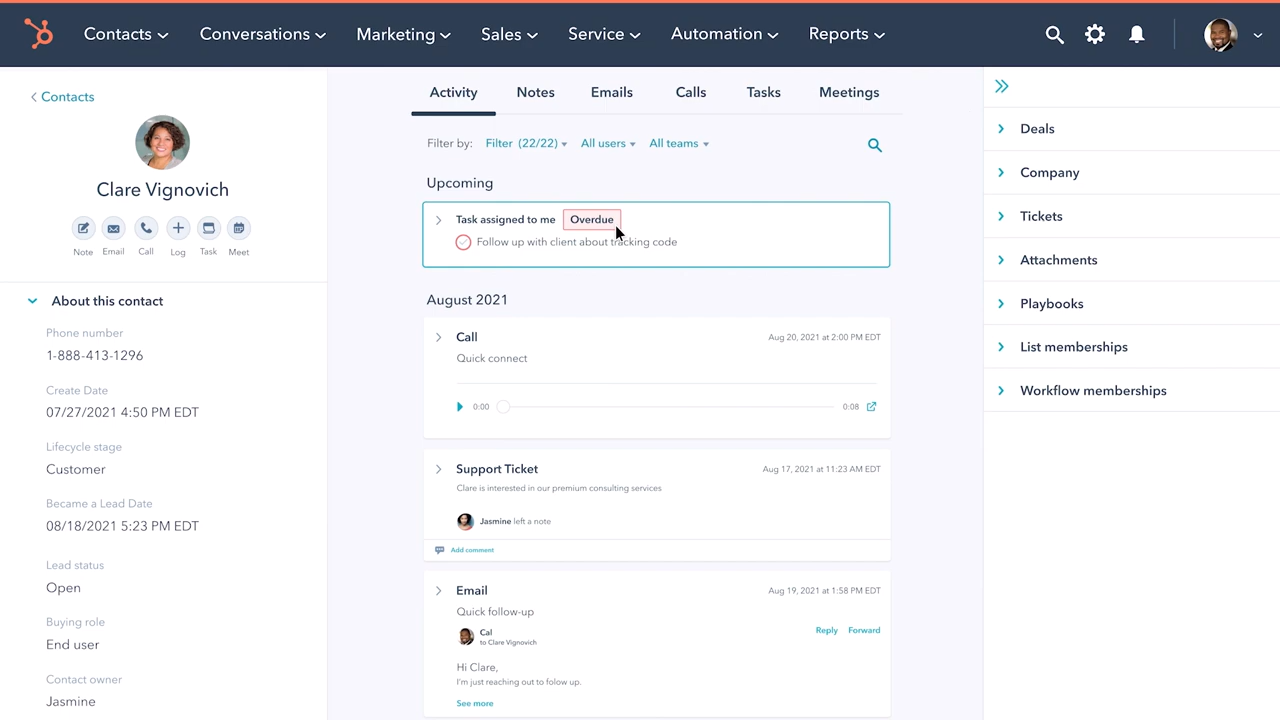 Contacts Conversations Marketing Sales Service Automation Reports
Contacts
Clare Vignovich
Note Email Call Log Task Meet
About this contact
Phone number
1-888-413-1296
Create Date
07/27/2021 4:50 PM EDT
Lifecycle stage
Customer
Became a Lead Date
08/18/2021 5:23 PM EDT
Lead status
Open
Buying role
End user
Contact owner
Jasmine
Activity Notes Emails Calls Tasks Meetings
Filter by: Filter (22/22) All users All teams
Upcoming
Task assigned to me Overdue
Follow up with client about tracking code
August 2021
Call Aug 20, 2021 at 2:00 PM EDT
Quick connect
0:00 0:08
Support Ticket Aug 17, 2021 at 11:23 AM EDT
Clare is interested in our premium consulting services
Jasmine left a note
Add comment
Email Aug 19, 2021 at 1:58 PM EDT
Quick follow-up
Cal
to Clare Vignovich
Reply Forward
Hi Clare,
I'm just reaching out to folow up.
See more
Deals
Company
Tickets
Attachments
Playbooks
List memberships
Workflow memberships